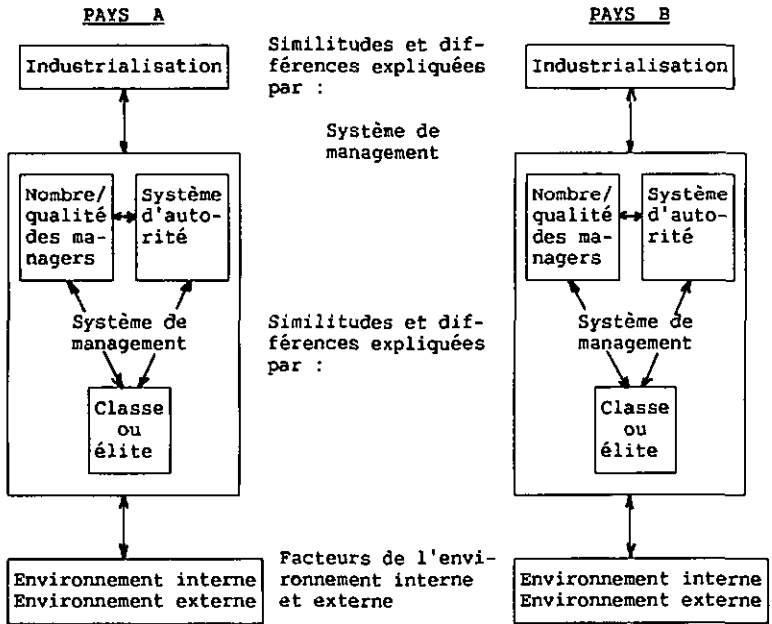 PAYS A
Industrialisation
Nombre/
qualité
des ma-
nagers
Système
d'auto-
rité
Système de
management
Classe
ou
élite
Environnement interne
Environnement externe
Similitudes et dif-
férences expliquées
par :
Système de
management
Similitudes et dif-
férences expliquées
par :
Facteurs de l'envi-
ronnement interne
et externe
PAYS B
Industrialisation
Nombre/
qualité
des ma-
nagers
Système
d'auto-
rité
Système de
management
Classe
ou
élite
Environnement interne
Environnement externe